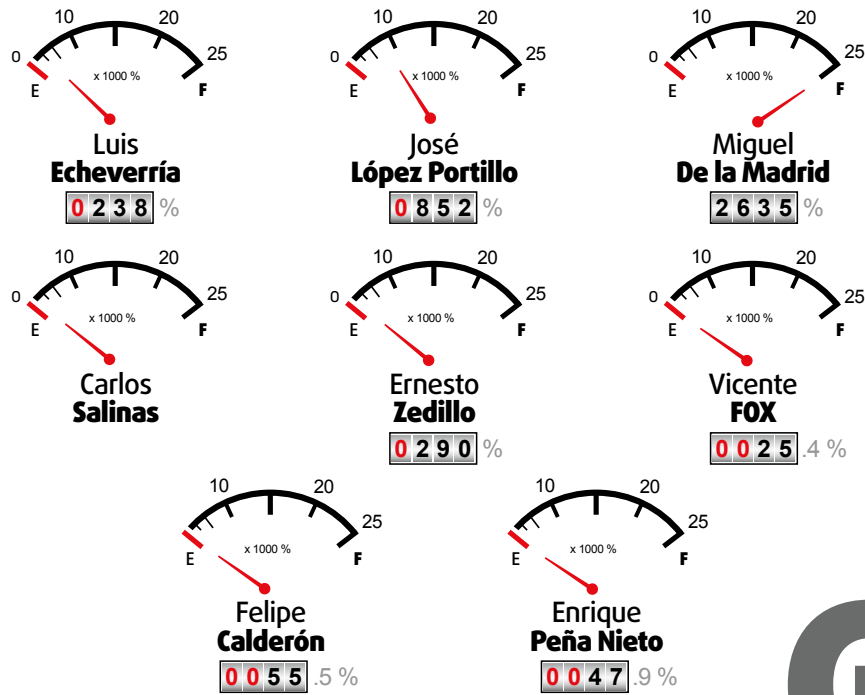 10 20
0 25
x 1000 %
E F
Luis
Echeverría
0238 %
10 20
0 25
x 1000 %
E F
José
López Portillo
0852 %
10 20
0 25
x 1000 %
E F
Miguel
De la Madrid
2635 %
10 20
0 25
x 1000 %
E F
Carlos
Salinas
10 20
0 25
x 1000 %
E F
Ernesto
Zedillo
0290 %
10 20
0 25
x 1000 %
E F
Vicente
FOX
0025.4 %
10 20
25
x 1000 %
E F
Felipe
Calderón
0055.5 %
10 20
25
x 1000 %
E F
Enrique
Peña Nieto
0047.9 %